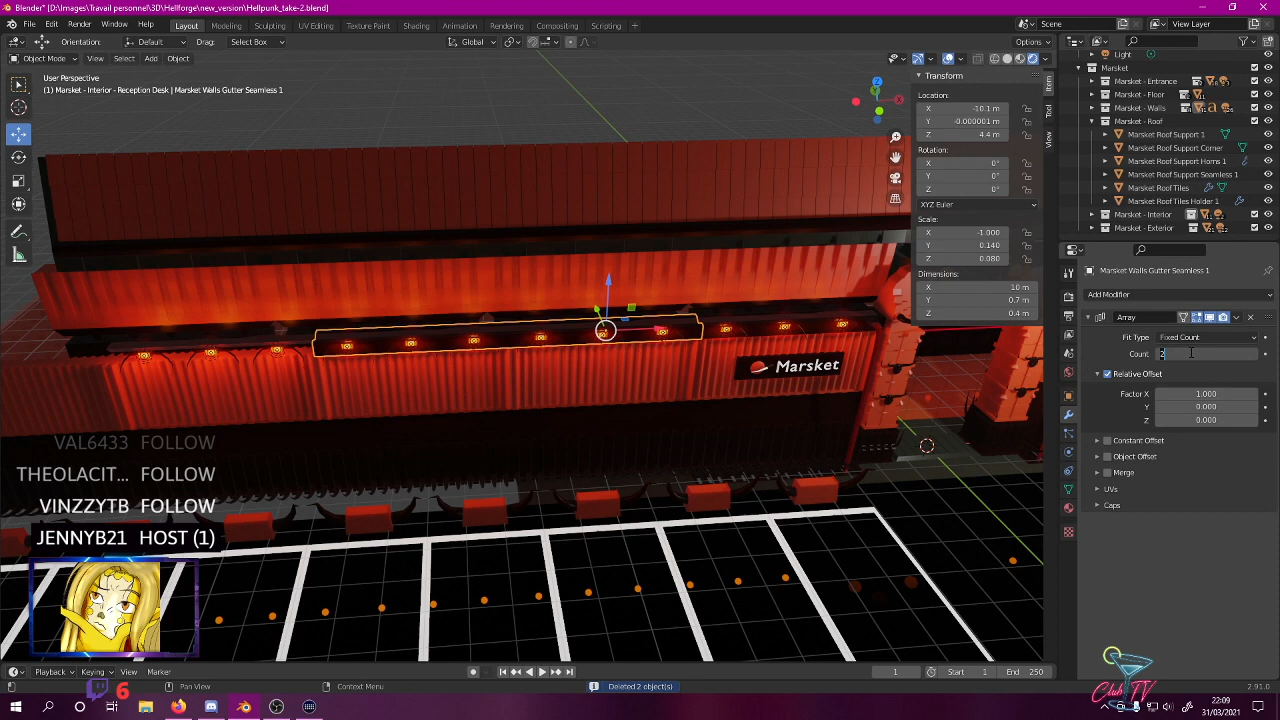 Blender* [D:\Images\Travail personnel\3D\Hellforge\new_version\Hellpunk_take-2.blend]
File Edit Render Window Help Layout Modeling Sculpting UV Editing Texture Paint Shading Animation Rendering Compositing Scripting + Scene View Layer
Orientation: Default Drag: Select Box Global Options
Object Mode View Select Add Object
User Perspective
(1) Marsket - Interior - Reception Desk | Marsket Walls Gutter Seamless 1
Transform
Location:
X -10.1 m
Y -0.000001 m
Z 4.4 m
Rotation:
X 0°
Y 0°
Z 0°
XYZ Euler
Scale:
X -1.000
Y 0.140
Z 0.080
Dimensions:
X 10 m
Y 0.7 m
Z 0.4 m
Item
Tool
View
Z
X
Y
Light
Marsket
Marsket - Entrance
Marsket - Floor
Marsket - Walls
Marsket - Roof
Marsket Roof Support 1
Marsket Roof Support Corner
Marsket Roof Support Horns 1
Marsket Roof Support Seamless 1
Marsket Roof Tiles
Marsket Roof Tiles Holder 1
Marsket - Interior
Marsket - Exterior
Marsket Walls Gutter Seamless 1
Add Modifier
Array
Fit Type Fixed Count
Count 2
Relative Offset
Factor X 1.000
Y 0.000
Z 0.000
Constant Offset
Object Offset
Merge
UVs
Caps
Marsket
VAL6433 FOLLOW
THEOLACIT... FOLLOW
VINZZYTB FOLLOW
JENNYB21 HOST (1)
Playback Keying View Marker 1 Start 1 End 250
Pan View Context Menu Deleted 2 object(s) 2.91.0
6
Club TV
22:09
31/03/2021